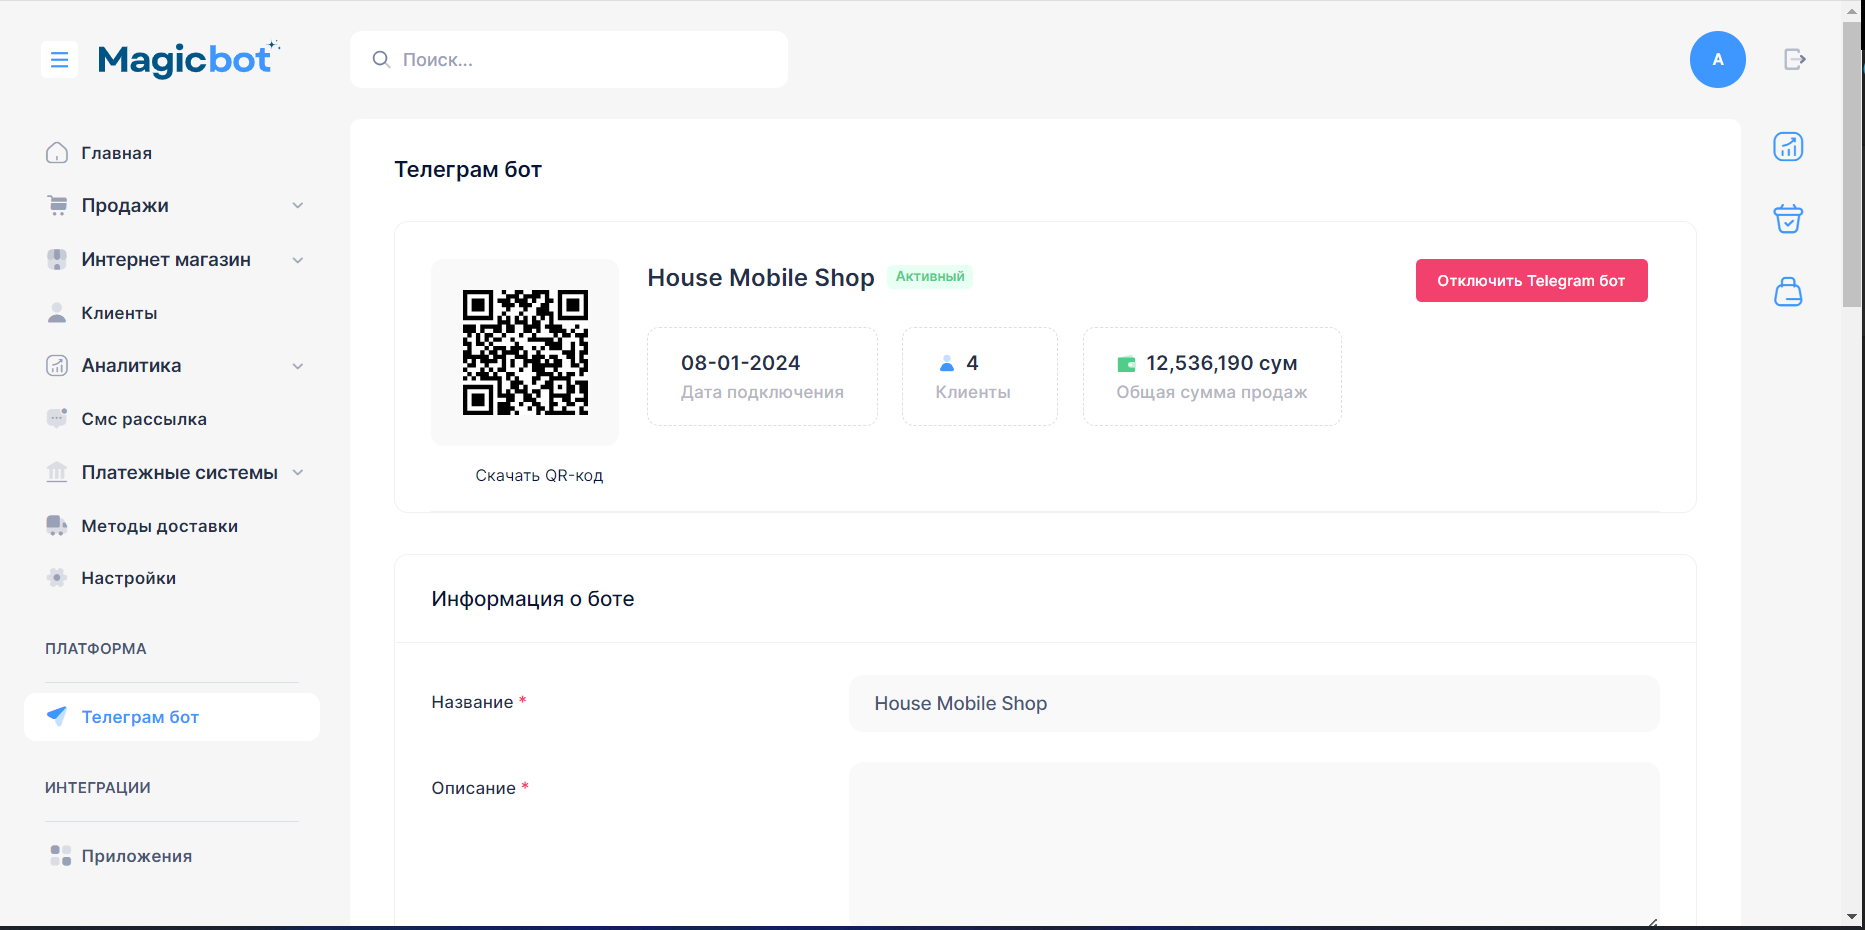 Magicbot
Поиск...
A
Главная
Продажи
Интернет магазин
Клиенты
Аналитика
Смс рассылка
Платежные системы
Методы доставки
Настройки
ПЛАТФОРМА
Телеграм бот
ИНТЕГРАЦИИ
Приложения
Телеграм бот
House Mobile Shop
Активный
Отключить Telegram бот
08-01-2024
Дата подключения
4
Клиенты
12,536,190 сум
Общая сумма продаж
Скачать QR-код
Информация о боте
Название *
House Mobile Shop
Описание *